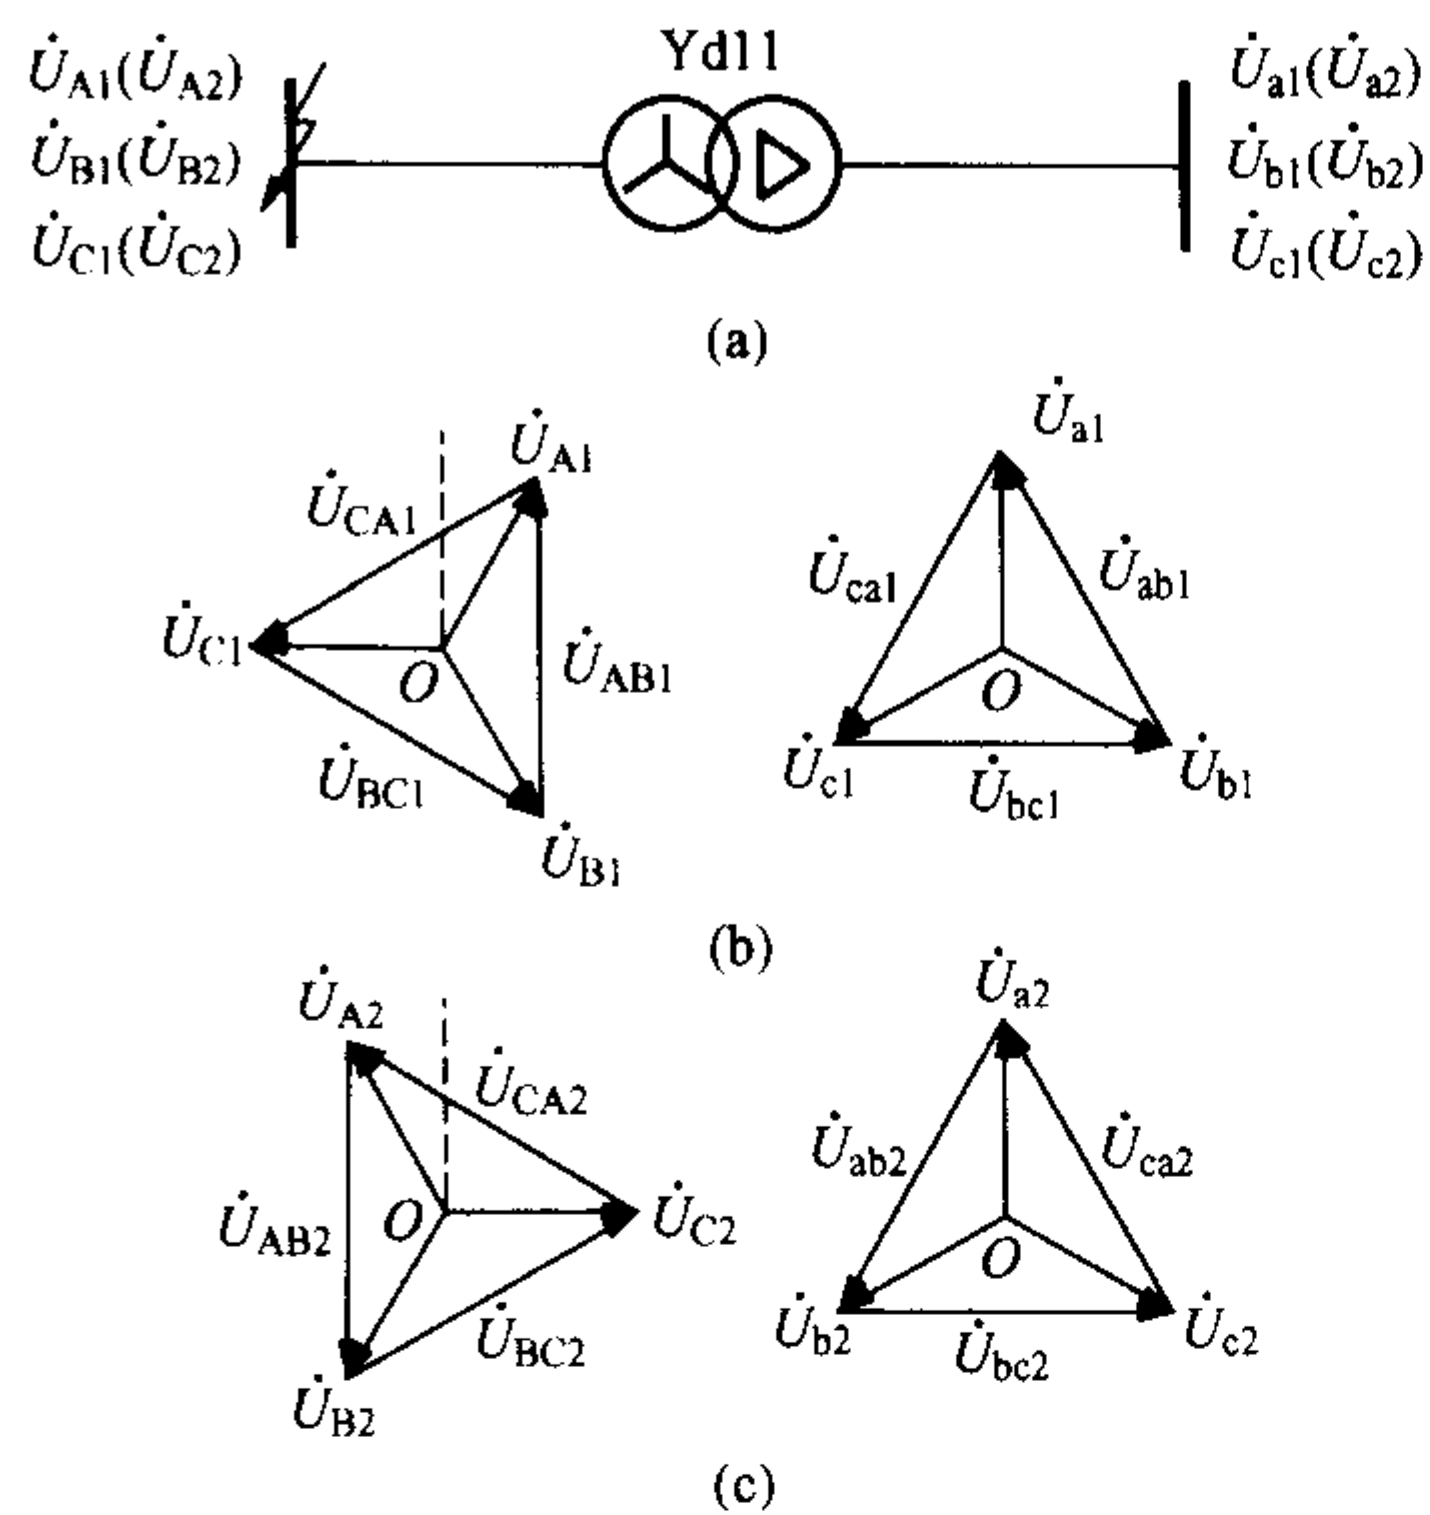 Yd11
U̇A1(U̇A2)
U̇B1(U̇B2)
U̇C1(U̇C2)
U̇a1(U̇a2)
U̇b1(U̇b2)
U̇c1(U̇c2)
(a)
U̇A1
U̇CA1
U̇C1
O
U̇AB1
U̇BC1
U̇B1
U̇a1
U̇ca1
U̇ab1
O
U̇c1
U̇bc1
U̇b1
(b)
U̇A2
U̇CA2
U̇AB2
O
U̇C2
U̇BC2
U̇B2
U̇a2
U̇ab2
U̇ca2
O
U̇b2
U̇bc2
U̇c2
(c)